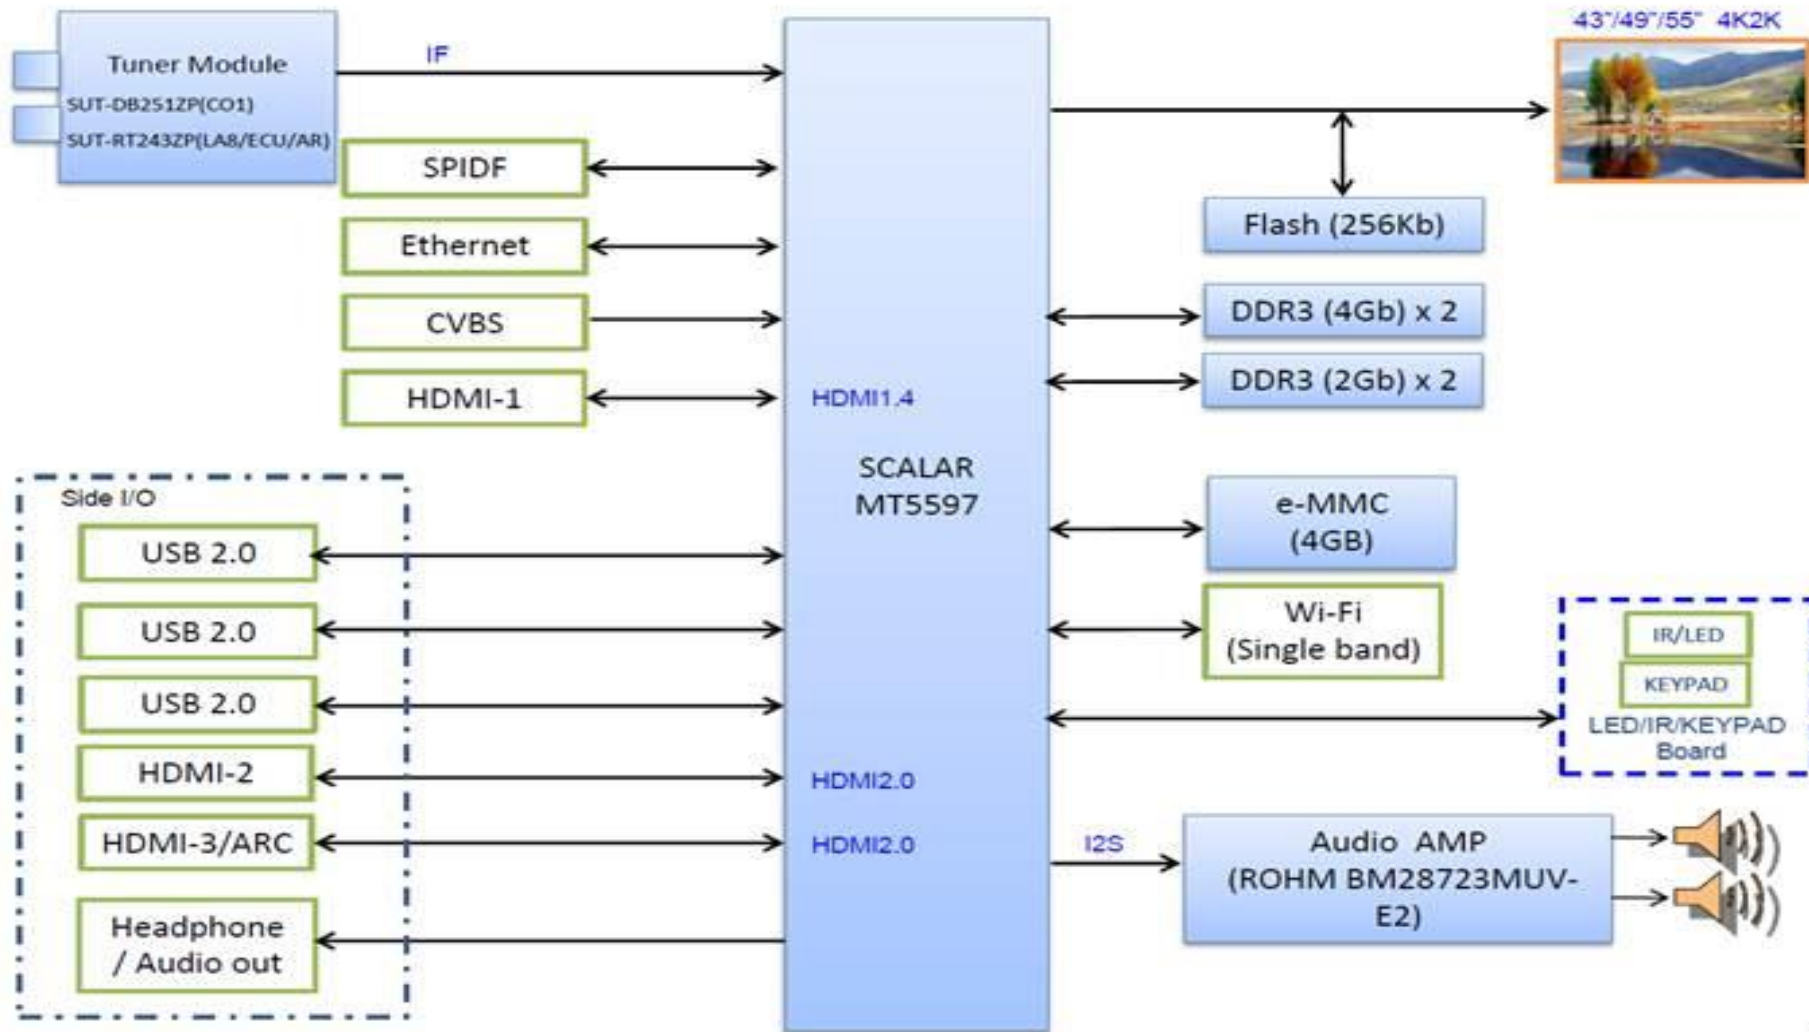 Tuner Module
SUT-DB251ZP(CO1)
SUT-RT243ZP(LA8/ECU/AR)
IF
SPIDF
Ethernet
CVBS
HDMI-1
Side I/O
USB 2.0
USB 2.0
USB 2.0
HDMI-2
HDMI-3/ARC
Headphone
/ Audio out
HDMI1.4
SCALAR
MT5597
HDMI2.0
HDMI2.0
43"/49"/55" 4K2K
Flash (256Kb)
DDR3 (4Gb) x 2
DDR3 (2Gb) x 2
e-MMC
(4GB)
Wi-Fi
(Single band)
IR/LED
KEYPAD
LED/IR/KEYPAD
Board
I2S
Audio AMP
(ROHM BM28723MUV-
E2)